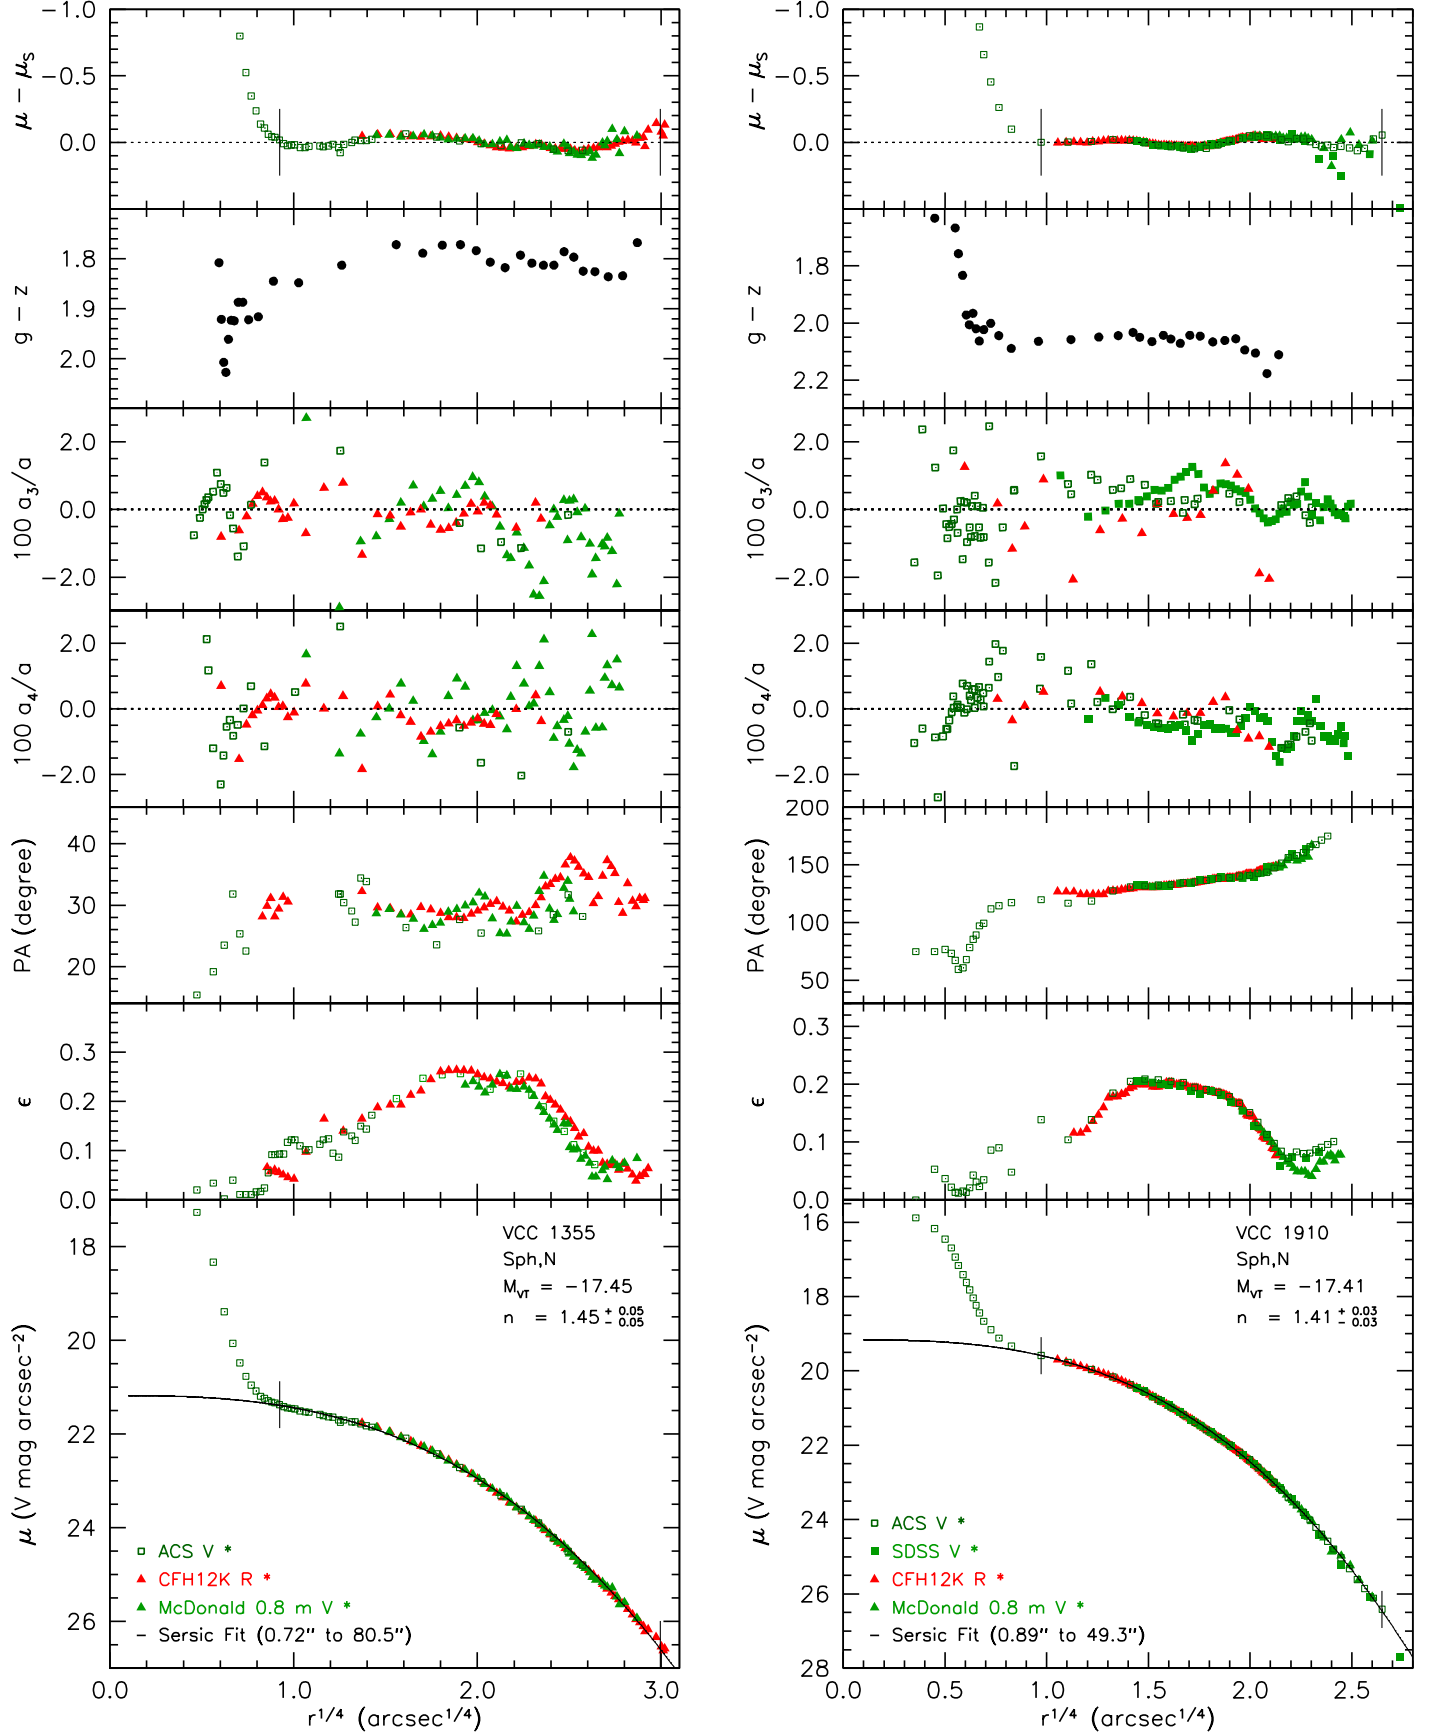 −1.0
−0.5
0.0
μ − μS
1.8
1.9
2.0
g − z
2.0
0.0
−2.0
100 a3/a
2.0
0.0
−2.0
100 a4/a
40
30
20
PA (degree)
0.3
0.2
0.1
0.0
ϵ
18
20
22
24
26
μ (V mag arcsec−2)
VCC 1355
Sph,N
MVT = −17.45
n = 1.45 + 0.05 − 0.05
ACS V *
CFH12K R *
McDonald 0.8 m V *
− Sersic Fit (0.72″ to 80.5″)
0.0 1.0 2.0 3.0
r1/4 (arcsec1/4)
−1.0
−0.5
0.0
μ − μS
1.8
2.0
2.2
g − z
2.0
0.0
−2.0
100 a3/a
2.0
0.0
−2.0
100 a4/a
200
150
100
50
PA (degree)
0.3
0.2
0.1
0.0
ϵ
16
18
20
22
24
26
28
μ (V mag arcsec−2)
VCC 1910
Sph,N
MVT = −17.41
n = 1.41 + 0.03 − 0.03
ACS V *
SDSS V *
CFH12K R *
McDonald 0.8 m V *
− Sersic Fit (0.89″ to 49.3″)
0.0 0.5 1.0 1.5 2.0 2.5
r1/4 (arcsec1/4)